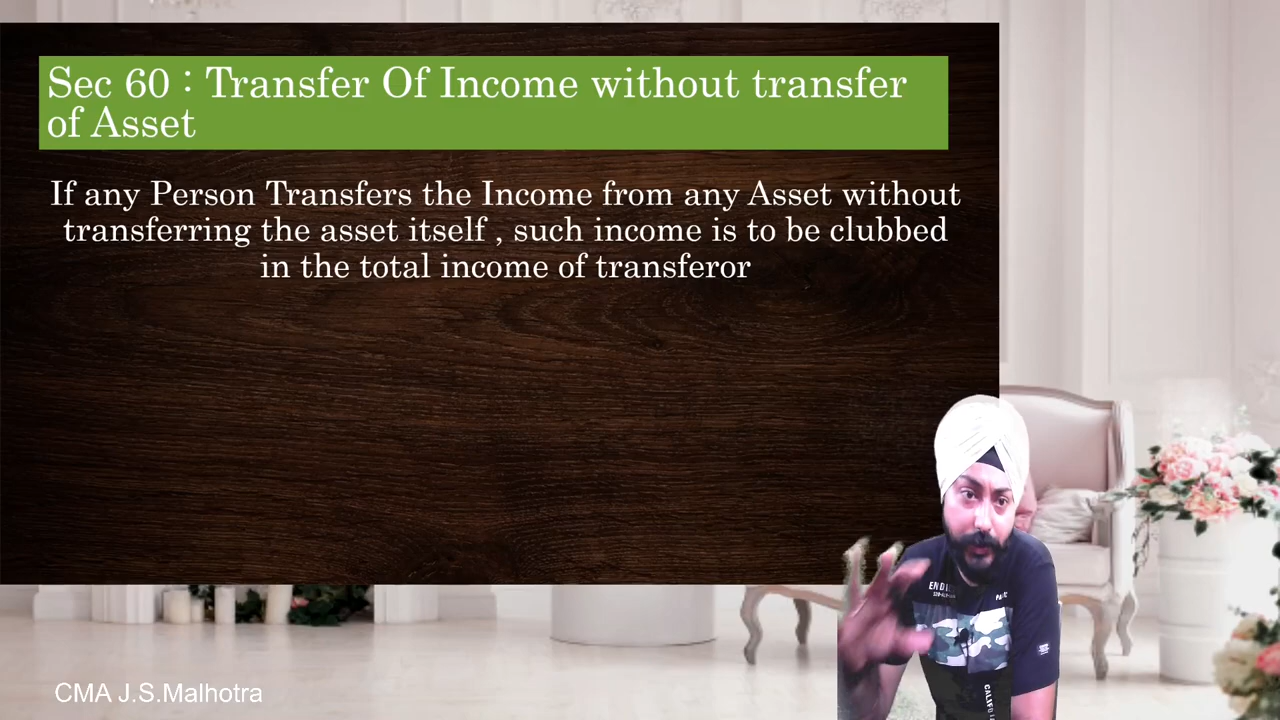 Sec 60 : Transfer Of Income without transfer
of Asset
If any Person Transfers the Income from any Asset without
transferring the asset itself , such income is to be clubbed
in the total income of transferor
CMA J.S.Malhotra